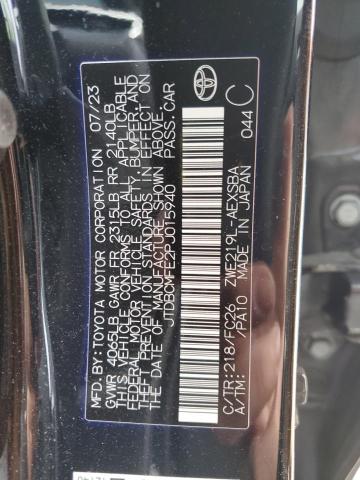 MFD. BY: TOYOTA MOTOR CORPORATION 07/23
GVWR 4045LB GAWR FR 2315LB RR 2140LB
THIS VEHICLE CONFORMS TO ALL APPLICABLE
FEDERAL MOTOR VEHICLE SAFETY, BUMPER, AND
THEFT PREVENTION STANDARDS IN EFFECT ON
THE DATE OF MANUFACTURE SHOWN ABOVE.
JTDBCMFE2PJ015940 PASS.CAR
C/TR:218/FC26 ZWE219L-AEXSBA
A/TM: -/PA10 MADE IN JAPAN
TOYOTA
044 C